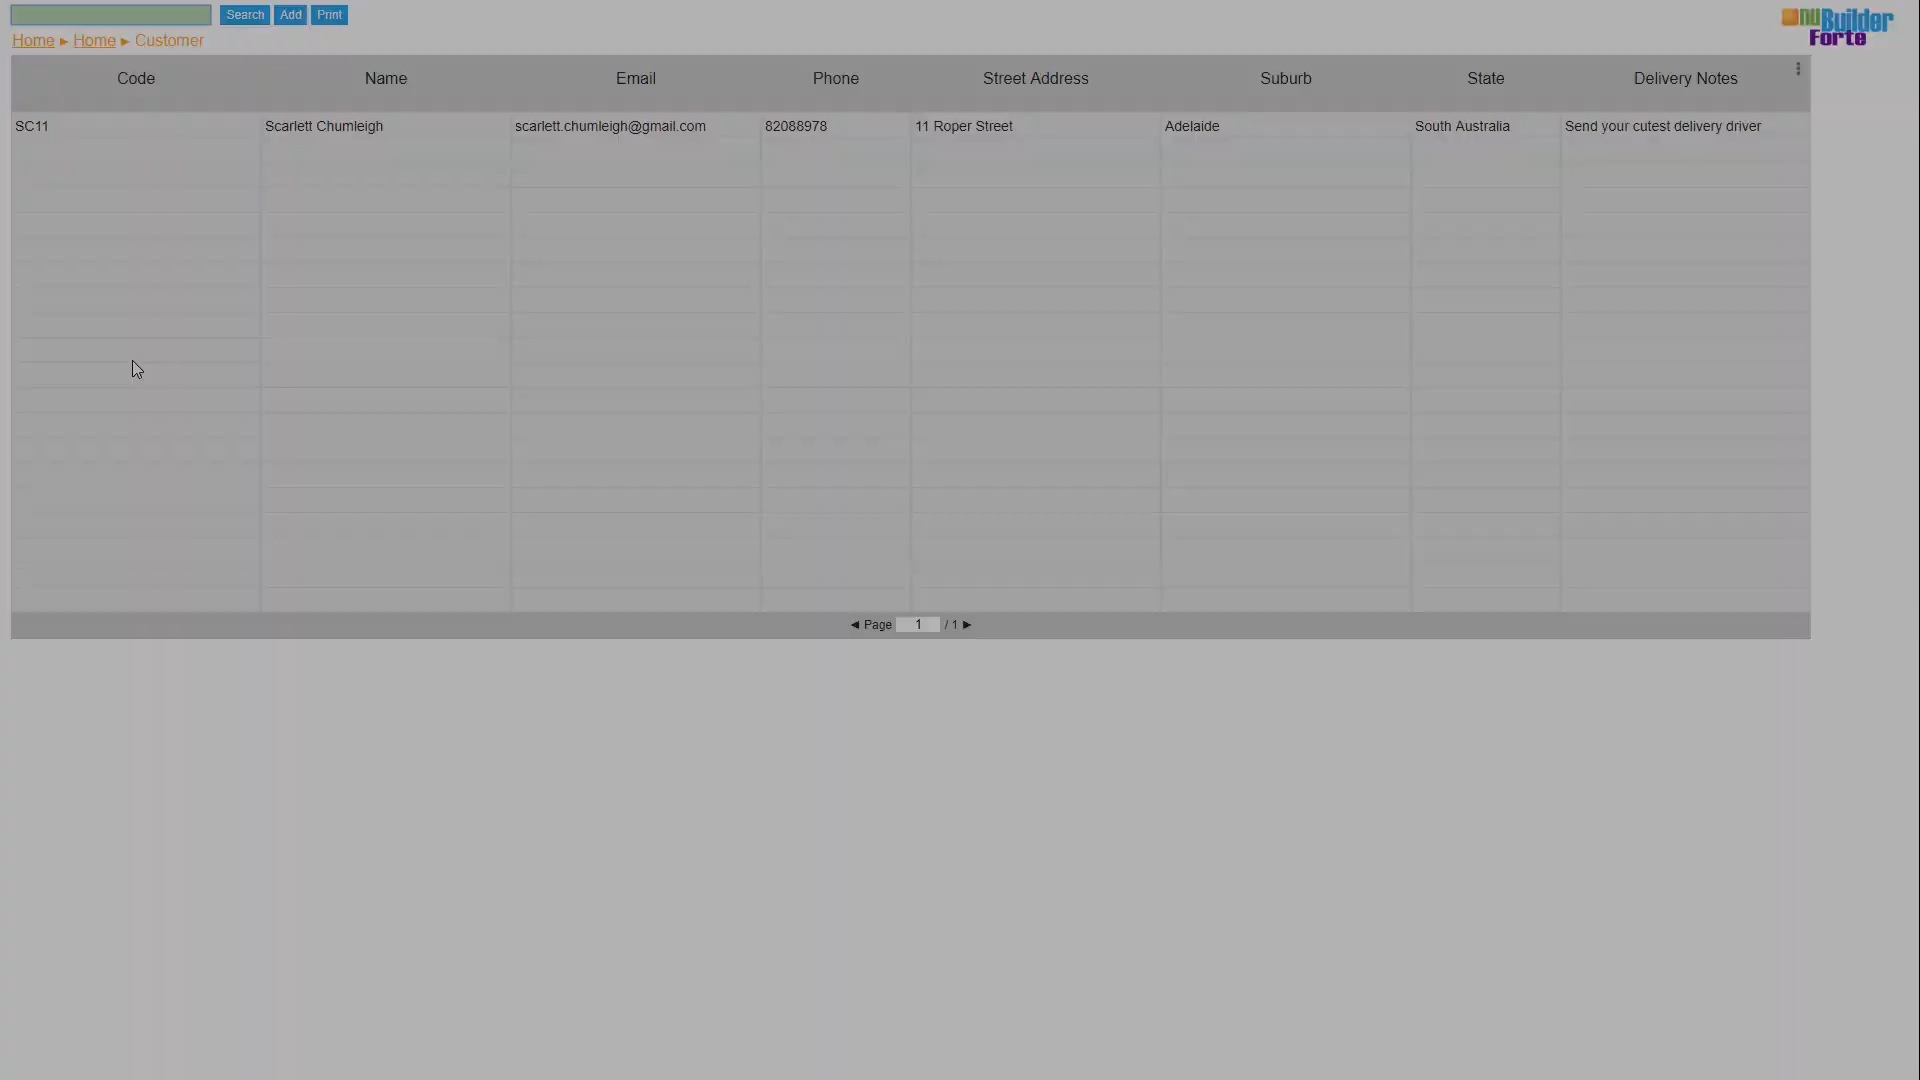 Search Add Print
nuBuilder
Forte
Home ► Home ► Customer
Code Name Email Phone Street Address Suburb State Delivery Notes
SC11 Scarlett Chumleigh scarlett.chumleigh@gmail.com 82088978 11 Roper Street Adelaide South Australia Send your cutest delivery driver
◄ Page 1 / 1 ►